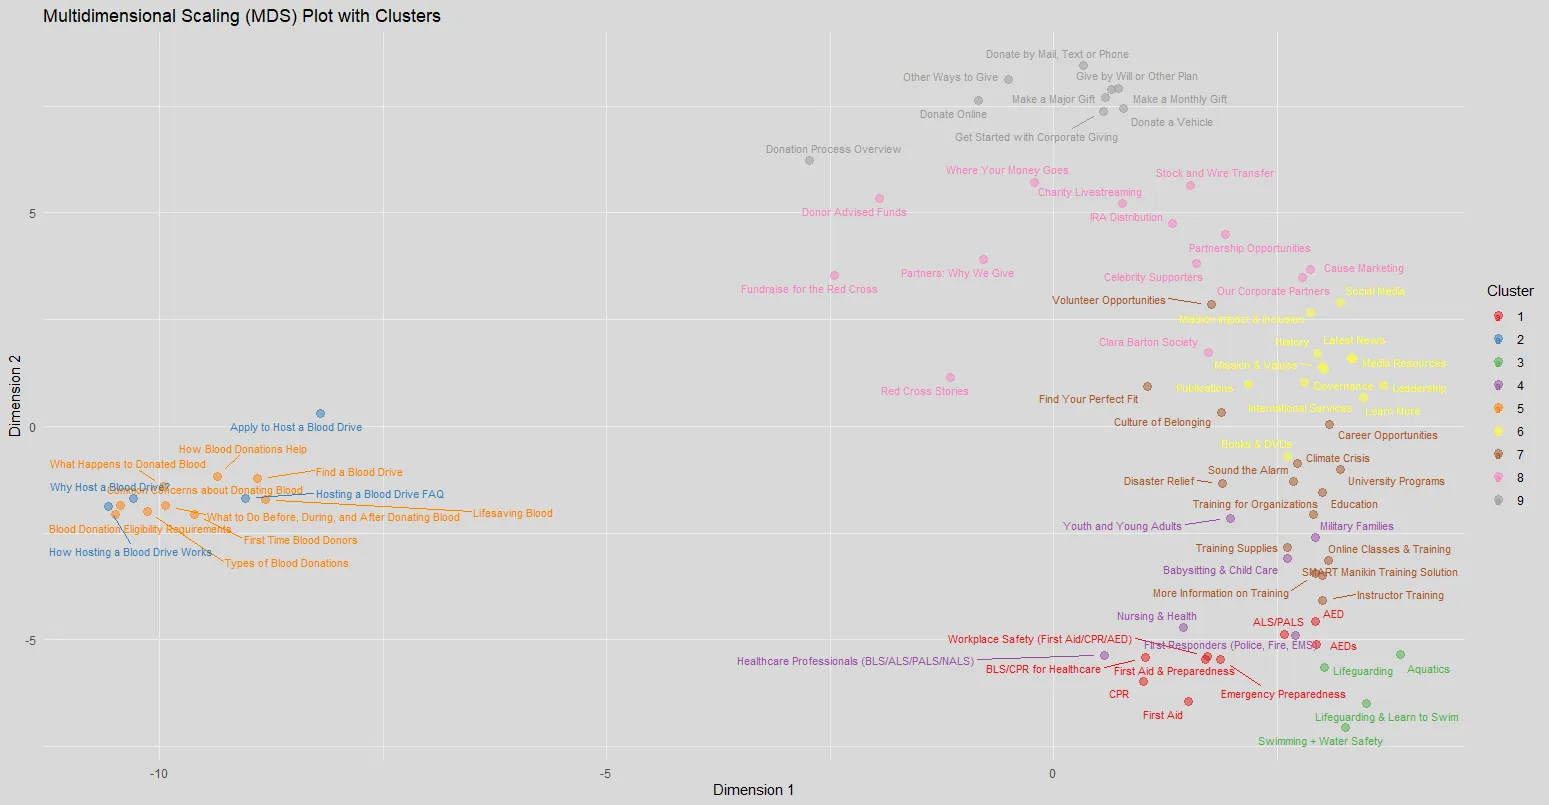 Multidimensional Scaling (MDS) Plot with Clusters
Donate by Mail, Text or Phone
Other Ways to Give
Give by Will or Other Plan
Make a Major Gift
Make a Monthly Gift
Donate Online
Donate a Vehicle
Get Started with Corporate Giving
Donation Process Overview
Where Your Money Goes
Stock and Wire Transfer
Charity Livestreaming
Donor Advised Funds
IRA Distribution
5
Partnership Opportunities
Partners: Why We Give
Cause Marketing
Celebrity Supporters
Fundraise for the Red Cross
Our Corporate Partners
Social Media
Volunteer Opportunities
Mission Impact & Inclusion
Clara Barton Society
History
Latest News
Mission & Values
Media Resources
Red Cross Stories
Publications
Governance
Leadership
Find Your Perfect Fit
International Services
Learn More
Culture of Belonging
Apply to Host a Blood Drive
0
Career Opportunities
Books & DVDs
How Blood Donations Help
What Happens to Donated Blood
Find a Blood Drive
Climate Crisis
Sound the Alarm
Disaster Relief
University Programs
Why Host a Blood Drive?
Common Concerns about Donating Blood
Hosting a Blood Drive FAQ
Training for Organizations
Education
What to Do Before, During, and After Donating Blood
Lifesaving Blood
Youth and Young Adults
Military Families
Blood Donation Eligibility Requirements
First Time Blood Donors
How Hosting a Blood Drive Works
Types of Blood Donations
Training Supplies
Online Classes & Training
Babysitting & Child Care
SMART Manikin Training Solution
More Information on Training
Instructor Training
Nursing & Health
ALS/PALS
AED
-5
Workplace Safety (First Aid/CPR/AED)
First Responders (Police, Fire, EMS)
AEDs
Healthcare Professionals (BLS/ALS/PALS/NALS)
BLS/CPR for Healthcare
First Aid & Preparedness
Lifeguarding
Aquatics
CPR
Emergency Preparedness
First Aid
Lifeguarding & Learn to Swim
Swimming + Water Safety
-10
-5
0
Dimension 1
Dimension 2
Cluster
1
2
3
4
5
6
7
8
9